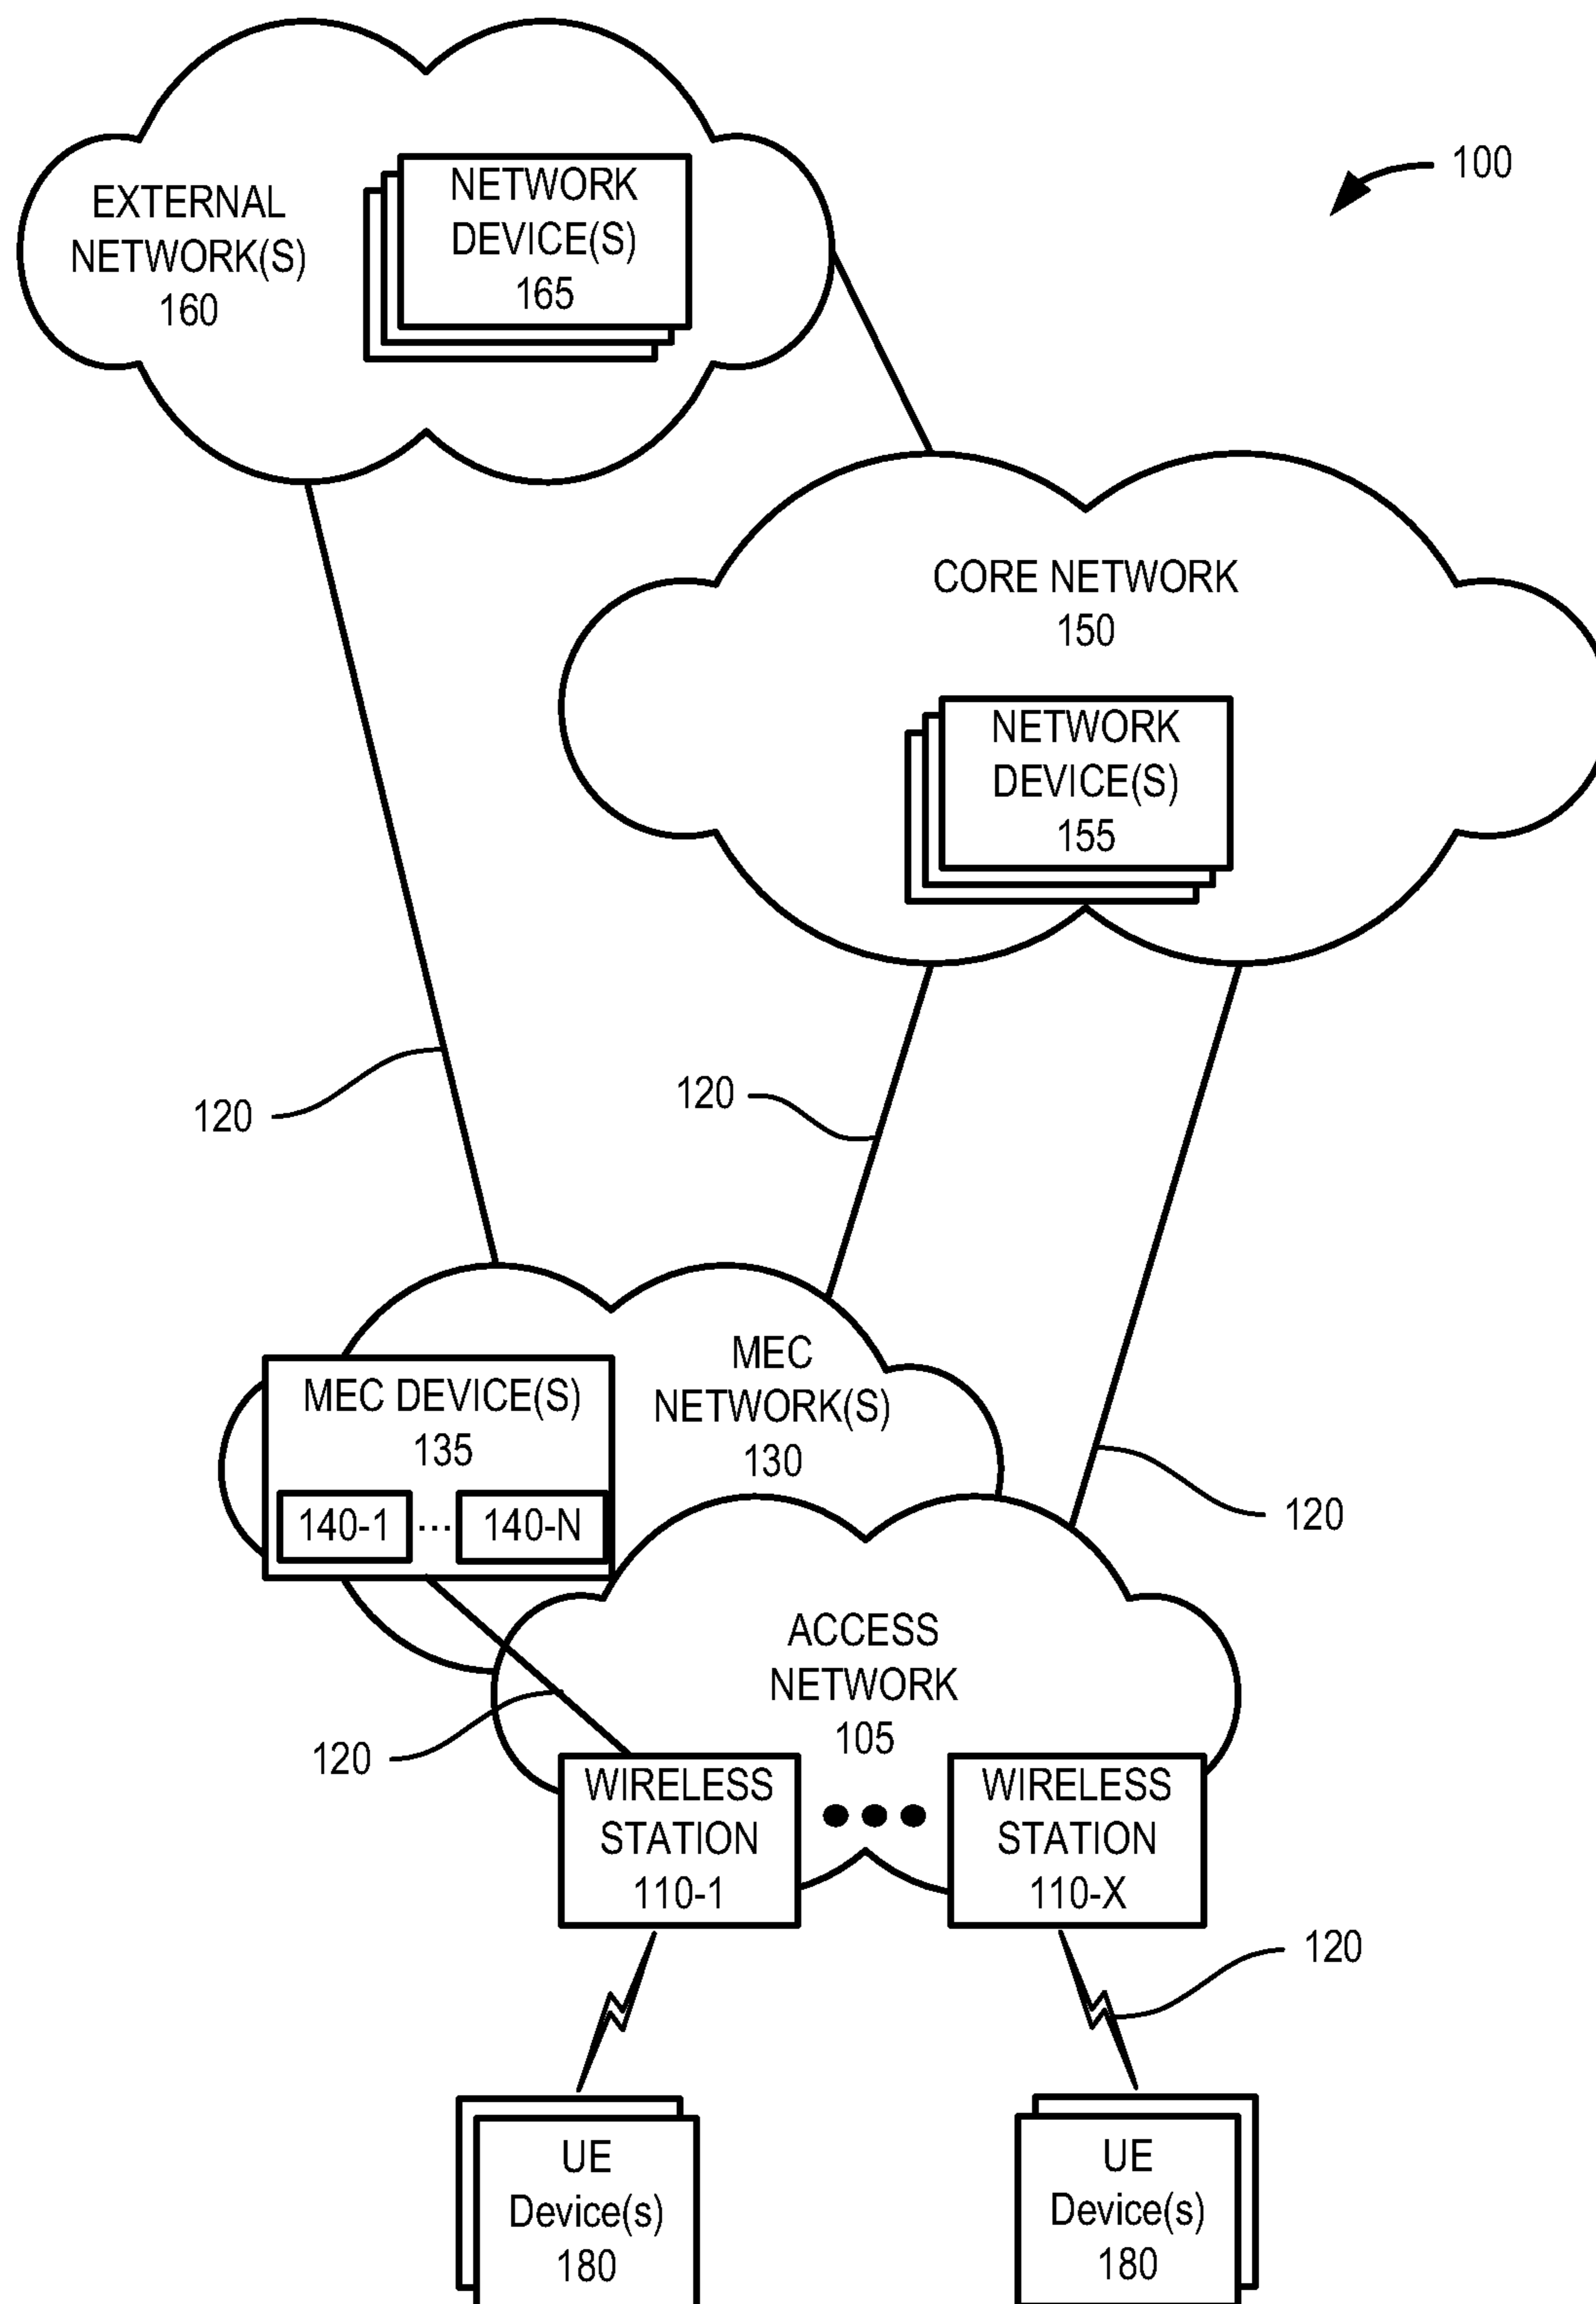 100
EXTERNAL
NETWORK(S)
160
NETWORK
DEVICE(S)
165
CORE NETWORK
150
NETWORK
DEVICE(S)
155
120
120
MEC DEVICE(S)
135
140-1 ... 140-N
MEC
NETWORK(S)
130
120
ACCESS
NETWORK
105
120
WIRELESS
STATION
110-1
WIRELESS
STATION
110-X
120
UE
Device(s)
180
UE
Device(s)
180